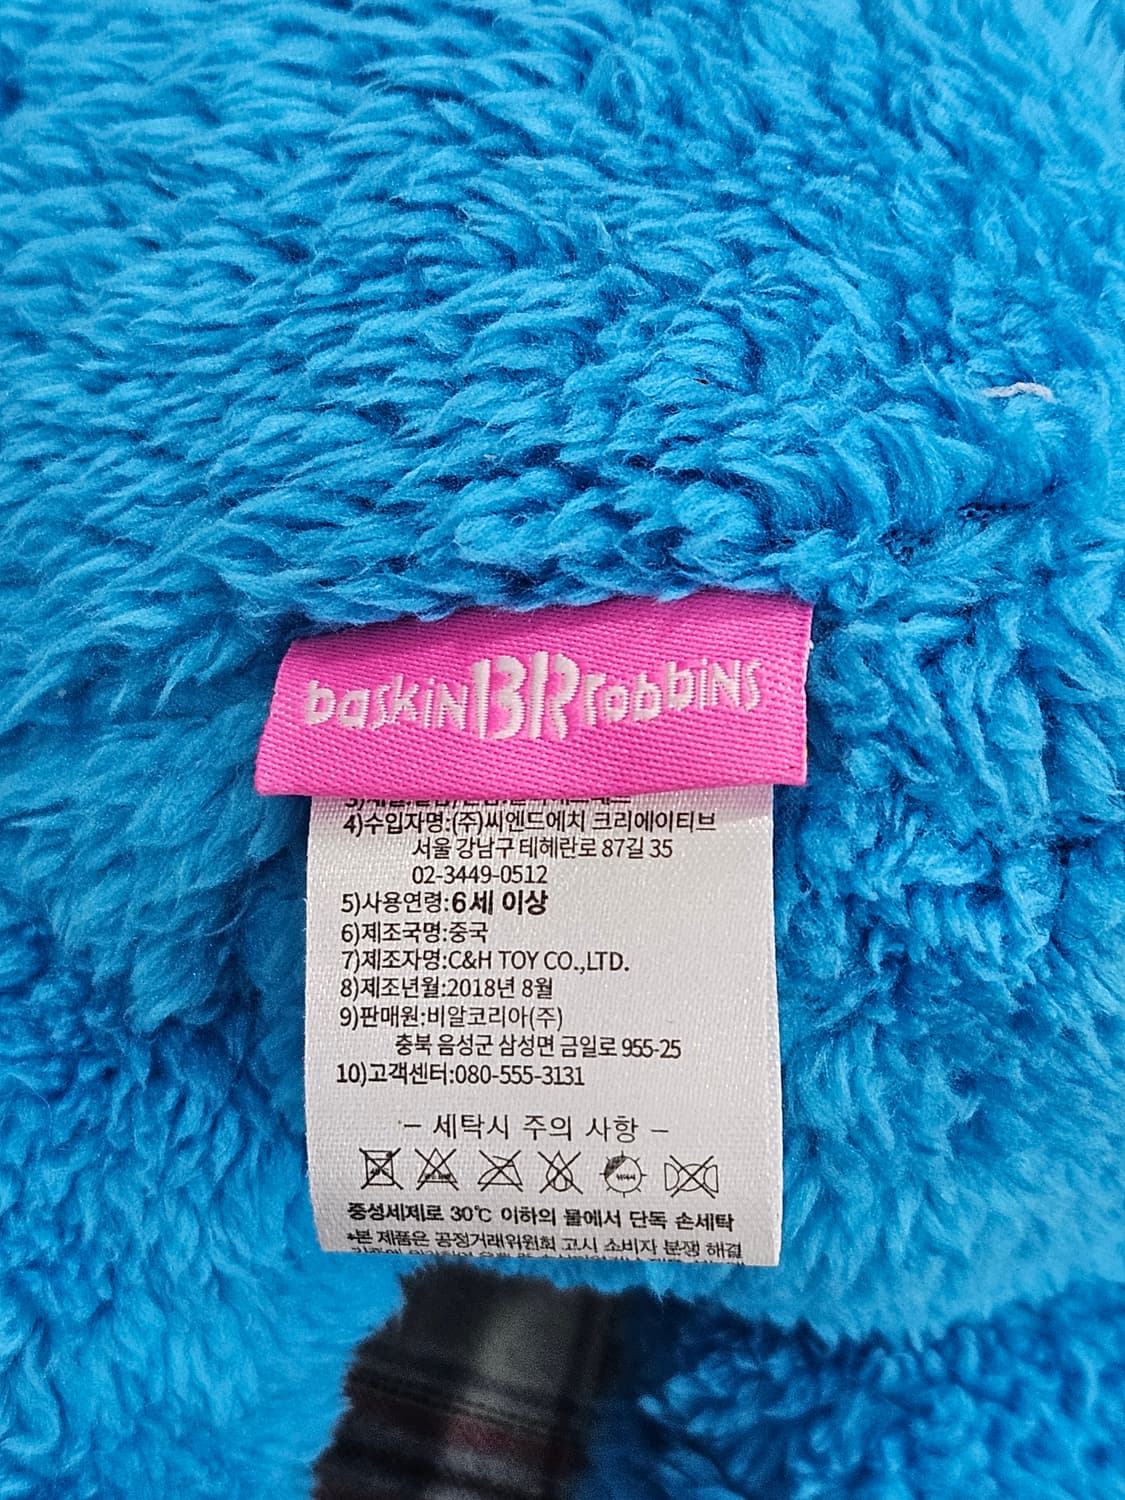 baskin BR robbins
4)수입자명:(주)씨엔드에치 크리에이티브
서울 강남구 테헤란로 87길 35
02-3449-0512
5)사용연령:6세 이상
6)제조국명:중국
7)제조자명:C&H TOY CO.,LTD.
8)제조년월:2018년 8월
9)판매원:비알코리아(주)
충북 음성군 삼성면 금일로 955-25
10)고객센터:080-555-3131
– 세탁시 주의 사항 –
중성세제로 30℃ 이하의 물에서 단독 손세탁
*본 제품은 공정거래위원회 고시 소비자 분쟁 해결